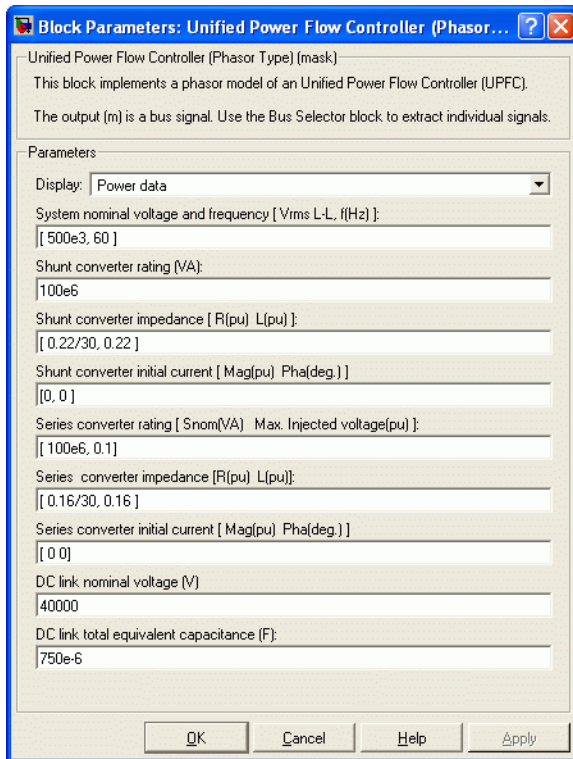 Block Parameters: Unified Power Flow Controller (Phasor...
Unified Power Flow Controller (Phasor Type) (mask)
This block implements a phasor model of an Unified Power Flow Controller (UPFC).
The output (m) is a bus signal. Use the Bus Selector block to extract individual signals.
Parameters
Display: Power data
System nominal voltage and frequency [ Vrms L-L, f(Hz) ]:
[ 500e3, 60 ]
Shunt converter rating (VA):
100e6
Shunt converter impedance [ R(pu) L(pu) ]:
[ 0.22/30, 0.22 ]
Shunt converter initial current [ Mag(pu) Pha(deg.) ]
[0, 0 ]
Series converter rating [ Snom(VA) Max. Injected voltage(pu) ]:
[ 100e6, 0.1]
Series converter impedance [R(pu) L(pu)]:
[ 0.16/30, 0.16 ]
Series converter initial current [ Mag(pu) Pha(deg.) ]
[ 0 0]
DC link nominal voltage (V)
40000
DC link total equivalent capacitance (F):
750e-6
OK Cancel Help Apply